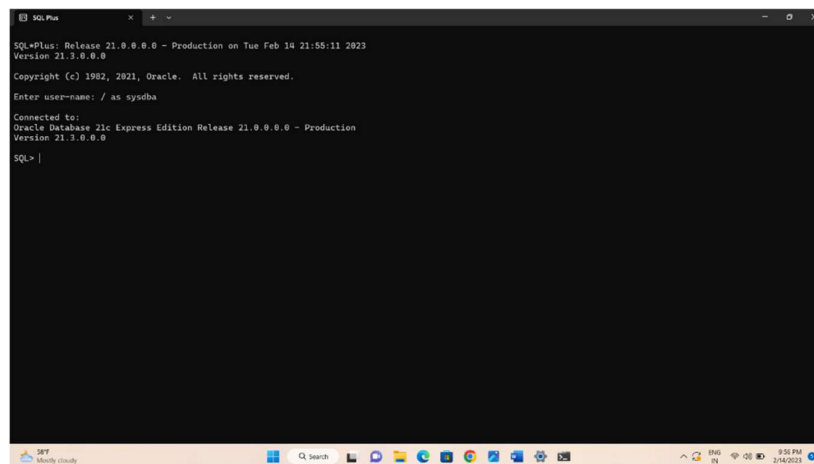 SQL Plus
SQL*Plus: Release 21.0.0.0.0 - Production on Tue Feb 14 21:55:11 2023
Version 21.3.0.0.0
Copyright (c) 1982, 2021, Oracle.  All rights reserved.
Enter user-name: / as sysdba
Connected to:
Oracle Database 21c Express Edition Release 21.0.0.0.0 - Production
Version 21.3.0.0.0
SQL>
58°F
Mostly cloudy
Search
ENG
IN
9:56 PM
2/14/2023